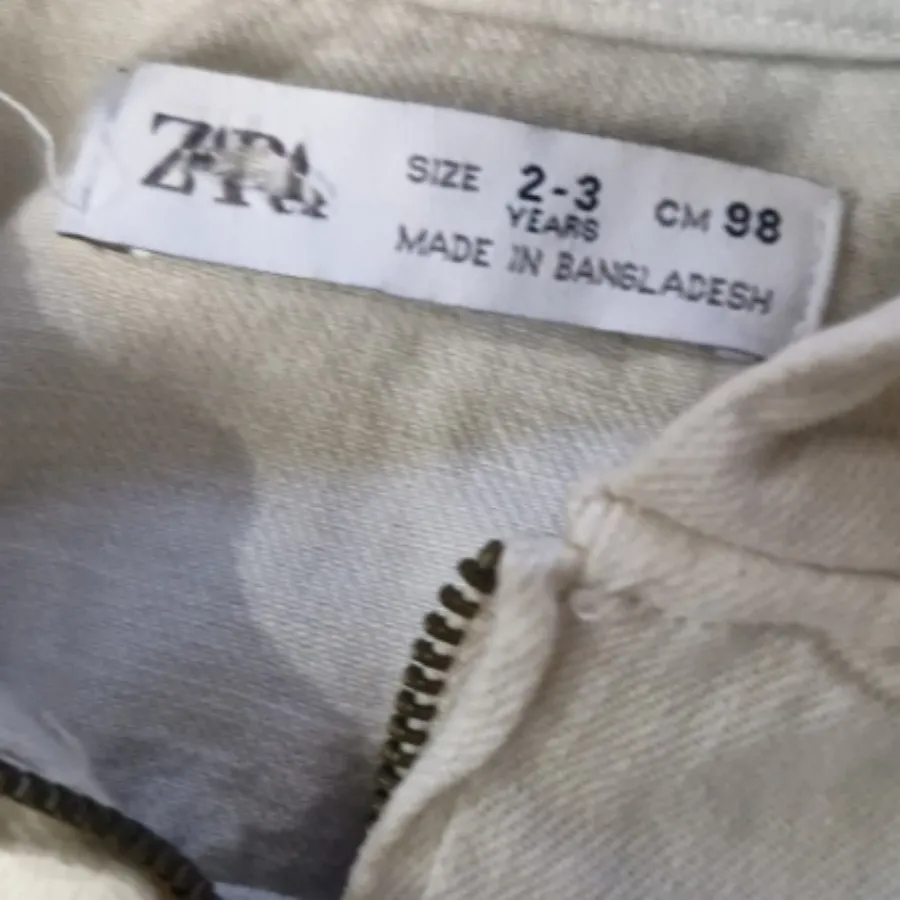 ZARA
SIZE 2-3 CM 98
YEARS
MADE IN BANGLADESH